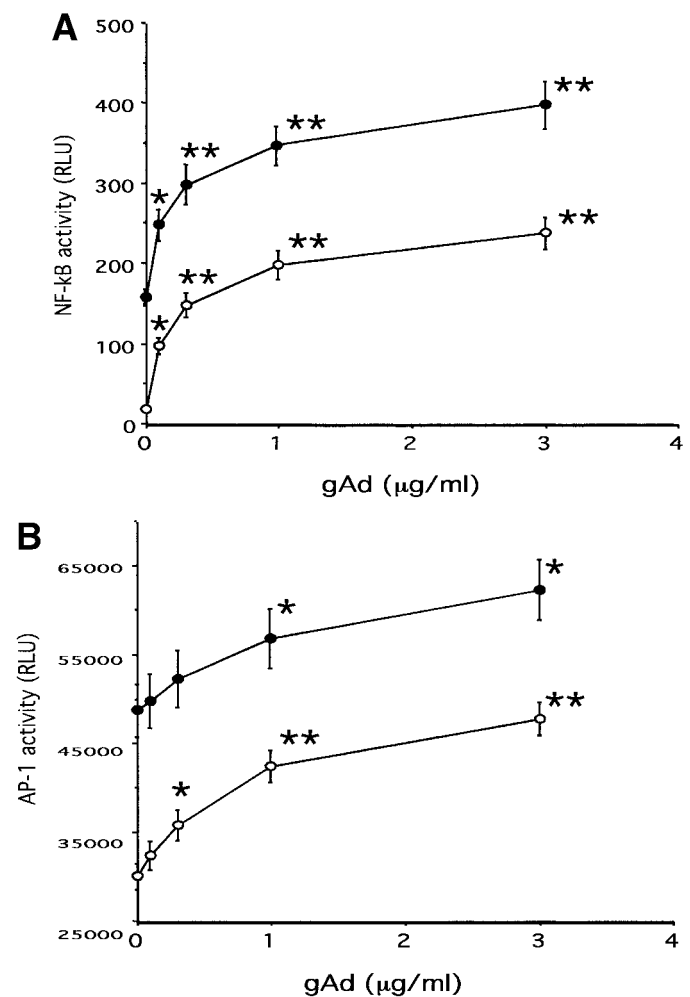 A
500
400
300
200
100
0
NF-kB activity (RLU)
* ** ** **
* ** ** **
0 1 2 3 4
gAd (μg/ml)
B
65000
55000
45000
35000
25000
AP-1 activity (RLU)
* *
* ** **
0 1 2 3 4
gAd (μg/ml)